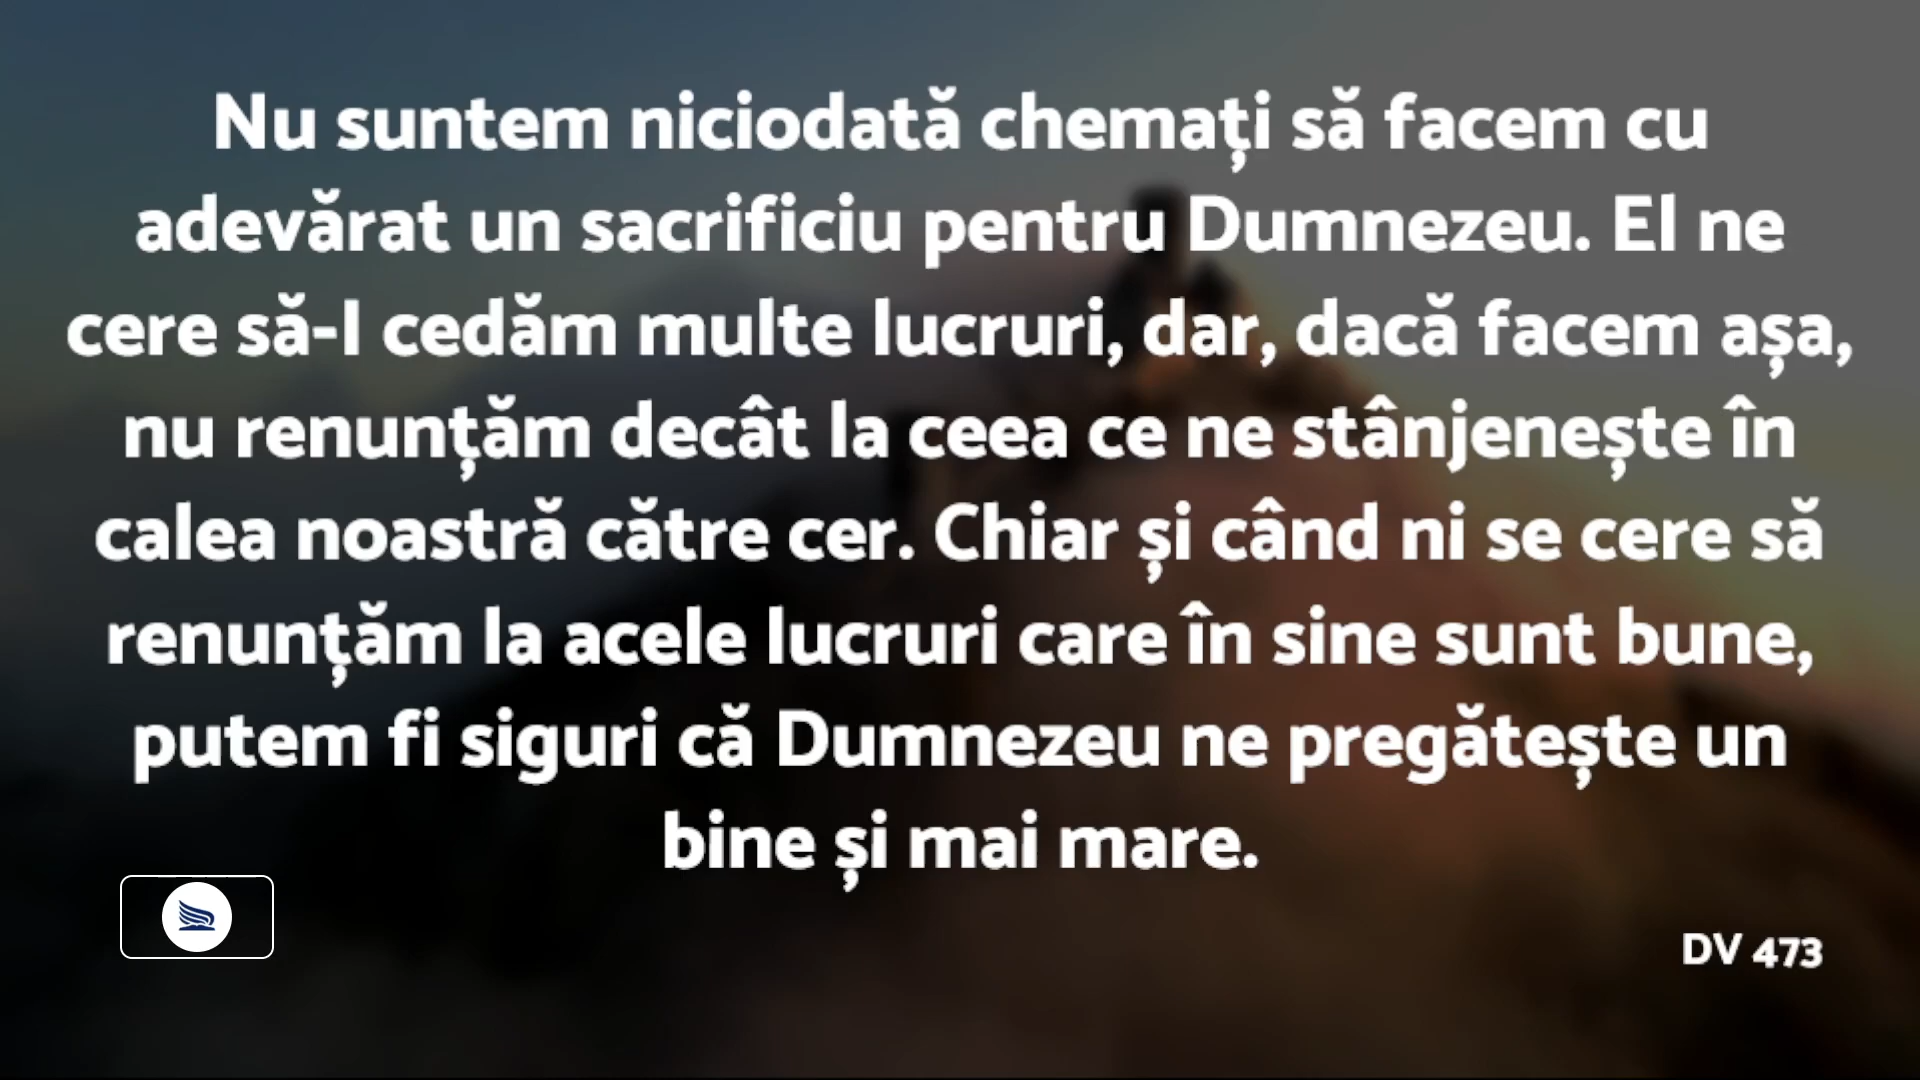 Nu suntem niciodată chemați să facem cu
adevărat un sacrificiu pentru Dumnezeu. El ne
cere să-I cedăm multe lucruri, dar, dacă facem așa,
nu renunțăm decât la ceea ce ne stânjenește în
calea noastră către cer. Chiar și când ni se cere să
renunțăm la acele lucruri care în sine sunt bune,
putem fi siguri că Dumnezeu ne pregătește un
bine și mai mare.
DV 473